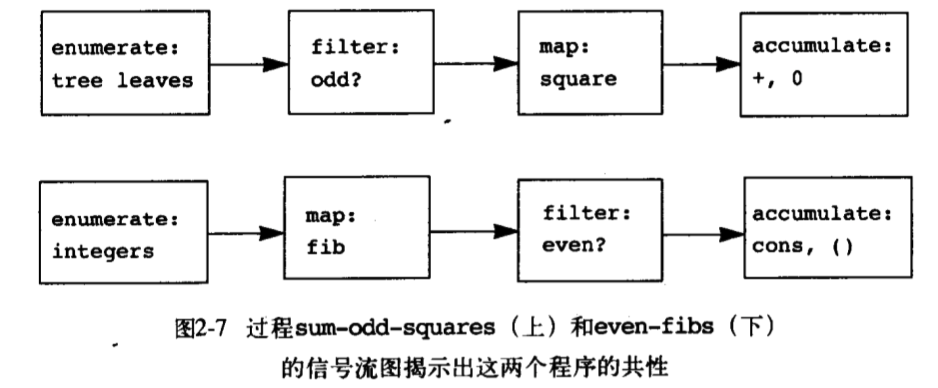 enumerate:
tree leaves
filter:
odd?
map:
square
accumulate:
+, 0
enumerate:
integers
map:
fib
filter:
even?
accumulate:
cons, ()
图2-7 过程sum-odd-squares（上）和even-fibs（下）
的信号流图揭示出这两个程序的共性